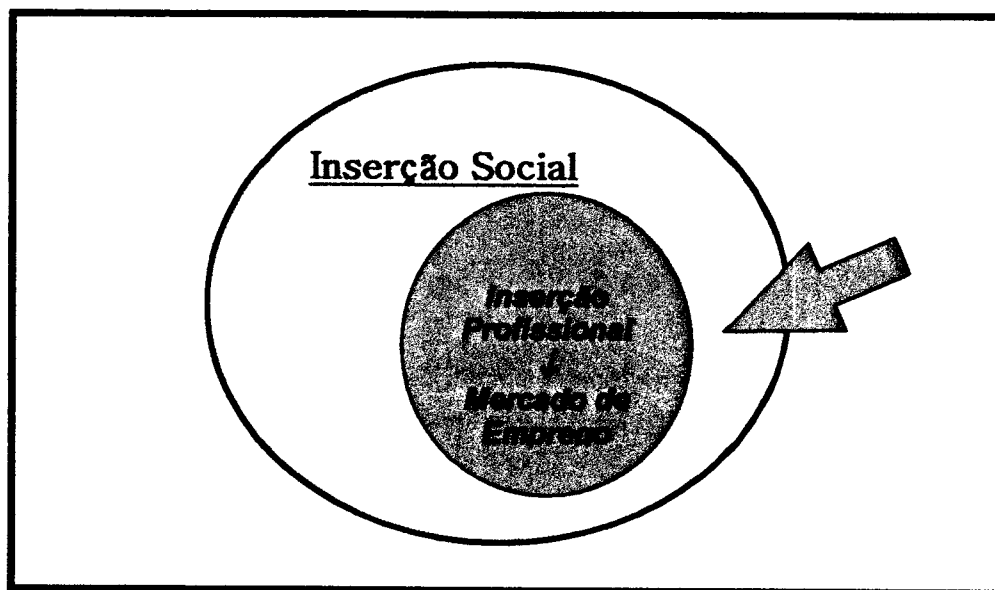 Inserção Social
Inserção
Profissional
↓
Mercado de
Emprego